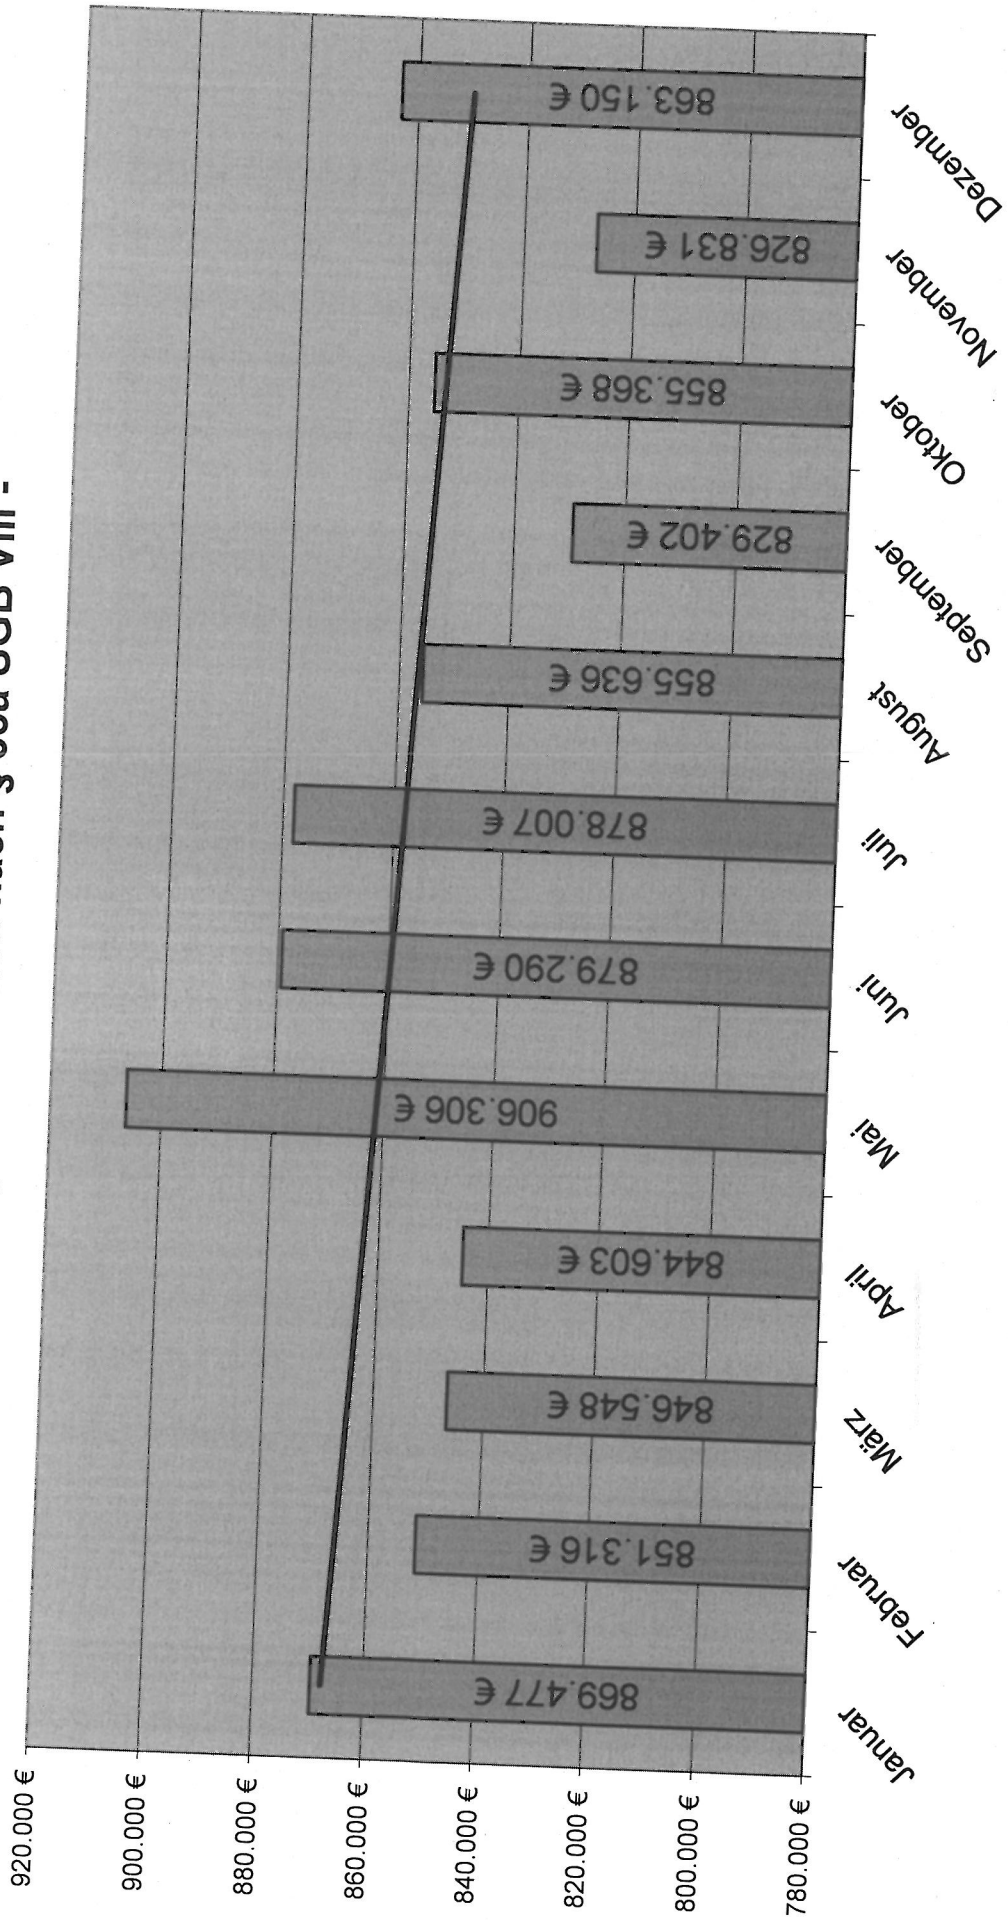 nach § 35a SGB VIII -
920.000 €
900.000 €
880.000 €
860.000 €
840.000 €
820.000 €
800.000 €
780.000 €
869.477 €
851.316 €
846.548 €
844.603 €
906.306 €
879.290 €
878.007 €
855.636 €
829.402 €
855.368 €
826.831 €
863.150 €
Januar
Februar
März
April
Mai
Juni
Juli
August
September
Oktober
November
Dezember